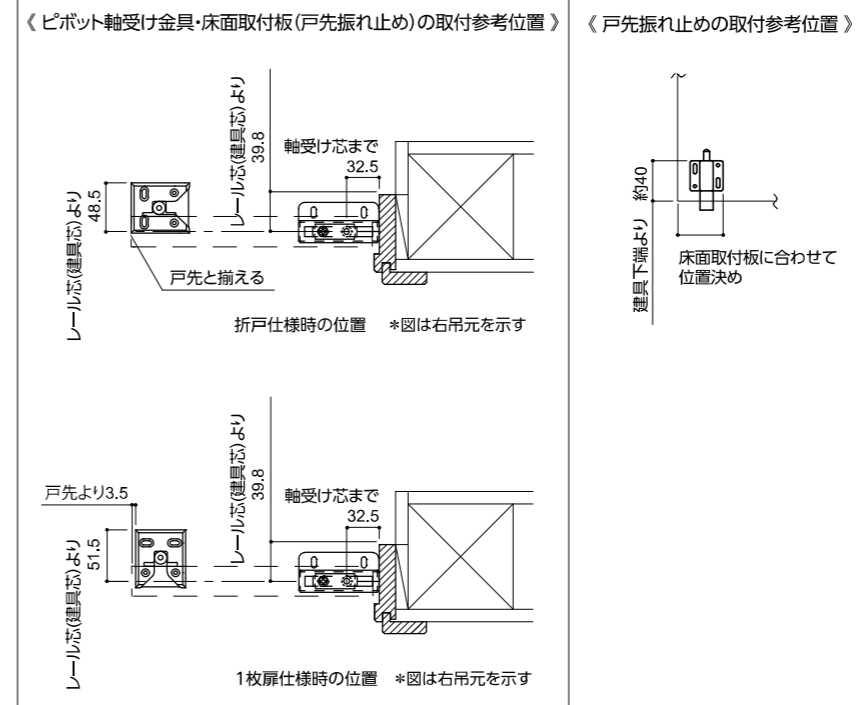 《 ピボット軸受け金具・床面取付板(戸先振れ止め)の取付参考位置 》
レール芯(建具芯)より
39.8
軸受け芯まで
32.5
レール芯(建具芯)より
48.5
戸先と揃える
折戸仕様時の位置 *図は右吊元を示す
レール芯(建具芯)より
39.8
戸先より3.5
軸受け芯まで
32.5
レール芯(建具芯)より
51.5
1枚扉仕様時の位置 *図は右吊元を示す
《 戸先振れ止めの取付参考位置 》
建具下端より 約40
床面取付板に合わせて
位置決め